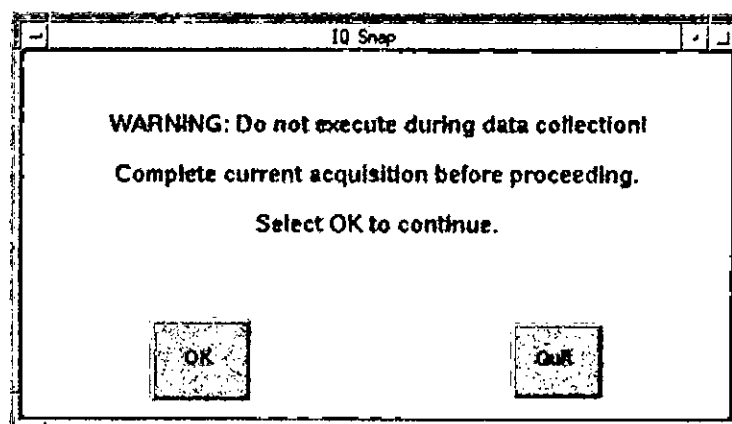 IQ Snap
WARNING: Do not execute during data collection!
Complete current acquisition before proceeding.
Select OK to continue.
OK
Quit